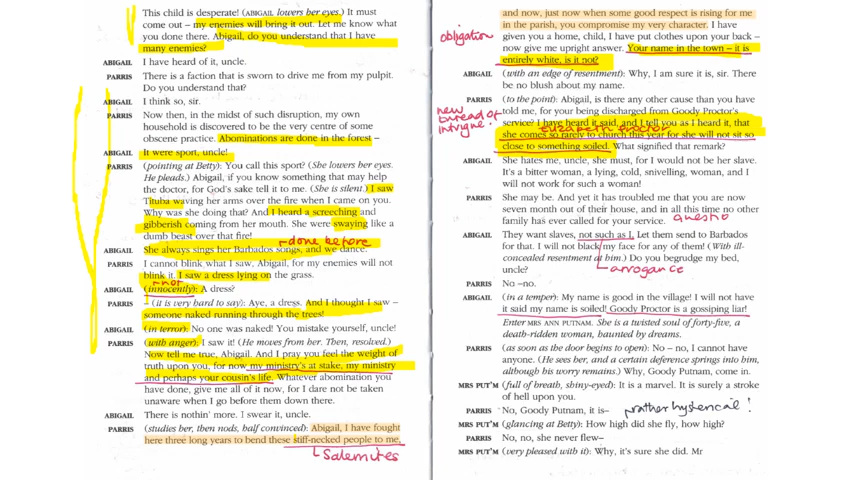 This child is desperate! (ABIGAIL lowers her eyes.) It must
come out – my enemies will bring it out. Let me know what
you done there. Abigail, do you understand that I have
many enemies?
ABIGAIL I have heard of it, uncle.
PARRIS There is a faction that is sworn to drive me from my pulpit.
Do you understand that?
ABIGAIL I think so, sir.
PARRIS Now then, in the midst of such disruption, my own
household is discovered to be the very centre of some
obscene practice. Abominations are done in the forest –
ABIGAIL It were sport, uncle!
PARRIS (pointing at Betty): You call this sport? (She lowers her eyes.
He pleads.) Abigail, if you know something that may help
the doctor, for God's sake tell it to me. (She is silent.) I saw
Tituba waving her arms over the fire when I came on you.
Why was she doing that? And I heard a screeching and
gibberish coming from her mouth. She were swaying like a
dumb beast over that fire!
done before
ABIGAIL She always sings her Barbados songs, and we dance.
PARRIS I cannot blink what I saw, Abigail, for my enemies will not
blink it. I saw a dress lying on the grass.
not
ABIGAIL (innocently): A dress?
PARRIS – (it is very hard to say): Aye, a dress. And I thought I saw –
someone naked running through the trees!
ABIGAIL (in terror): No one was naked! You mistake yourself, uncle!
PARRIS (with anger): I saw it! (He moves from her. Then, resolved.)
Now tell me true, Abigail. And I pray you feel the weight of
truth upon you, for now my ministry's at stake, my ministry
and perhaps your cousin's life. Whatever abomination you
have done, give me all of it now, for I dare not be taken
unaware when I go before them down there.
ABIGAIL There is nothin' more. I swear it, uncle.
PARRIS (studies her, then nods, half convinced): Abigail, I have fought
here three long years to bend these stiff-necked people to me,
Salemites
and now, just now when some good respect is rising for me
in the parish, you compromise my very character. I have
obligation
given you a home, child, I have put clothes upon your back –
now give me upright answer. Your name in the town – it is
entirely white, is it not?
ABIGAIL (with an edge of resentment): Why, I am sure it is, sir. There
be no blush about my name.
PARRIS (to the point): Abigail, is there any other cause than you have
told me, for your being discharged from Goody Proctor's
new
thread of
intrigue!
service? I have heard it said, and I tell you as I heard it, that
elizabeth proctor
she comes so rarely to church this year for she will not sit so
close to something soiled. What signified that remark?
ABIGAIL She hates me, uncle, she must, for I would not be her slave.
It's a bitter woman, a lying, cold, snivelling, woman, and I
will not work for such a woman!
PARRIS She may be. And yet it has troubled me that you are now
seven month out of their house, and in all this time no other
family has ever called for your service.
ABIGAIL They want slaves, not such as I. Let them send to Barbados
for that. I will not black my face for any of them! (With ill-
concealed resentment at him.) Do you begrudge my bed,
uncle?
arrogance
PARRIS No –no.
ABIGAIL (in a temper): My name is good in the village! I will not have
it said my name is soiled! Goody Proctor is a gossiping liar!
Enter MRS ANN PUTNAM. She is a twisted soul of forty-five, a
death-ridden woman, haunted by dreams.
PARRIS (as soon as the door begins to open): No – no, I cannot have
anyone. (He sees her, and a certain deference springs into him,
although his worry remains.) Why, Goody Putnam, come in.
MRS PUT'M (full of breath, shiny-eyed): It is a marvel. It is surely a stroke
of hell upon you.
PARRIS No, Goody Putnam, it is–
rather hysterical!
MRS PUT'M (glancing at Betty): How high did she fly, how high?
PARRIS No, no, she never flew–
MRS PUT'M (very pleased with it): Why, it's sure she did. Mr